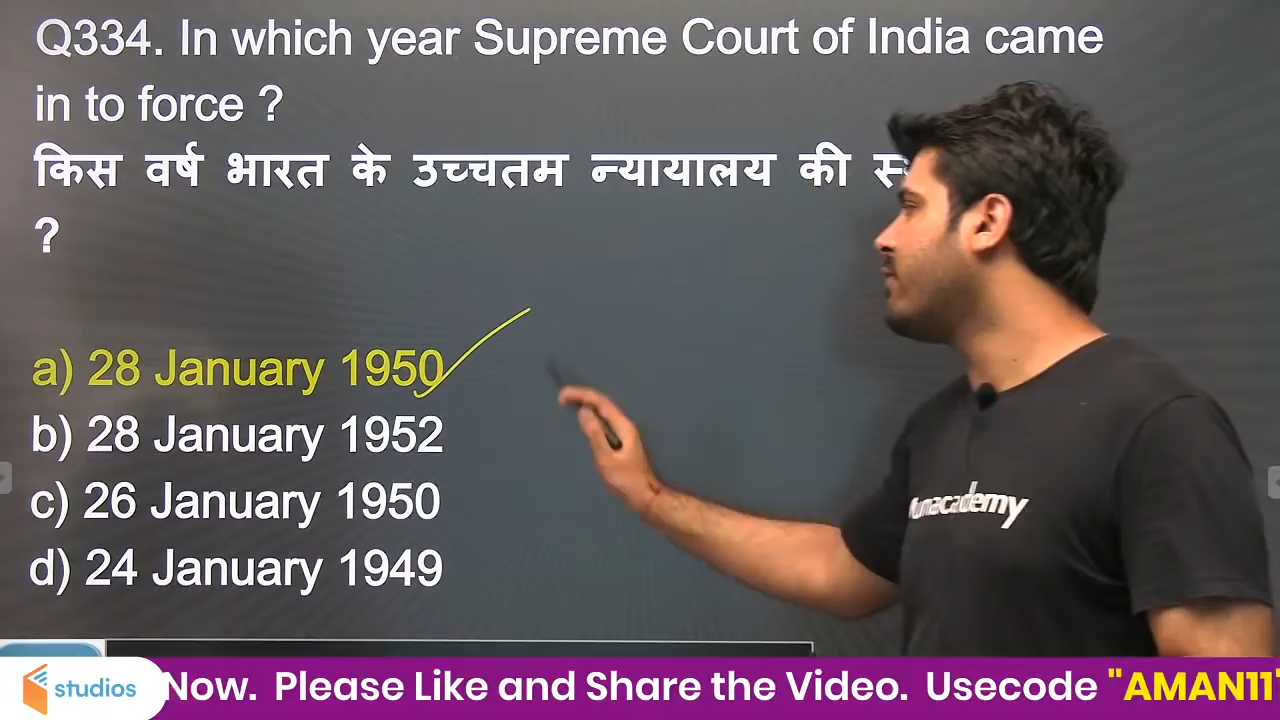 Q334. In which year Supreme Court of India came
in to force ?
किस वर्ष भारत के उच्चतम न्यायालय की
?
a) 28 January 1950
b) 28 January 1952
c) 26 January 1950
d) 24 January 1949
studios
Now. Please Like and Share the Video. Usecode "AMAN11"